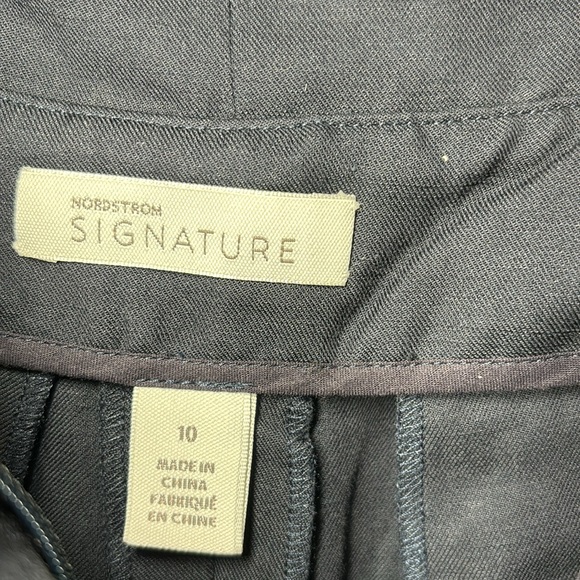 NORDSTROM
SIGNATURE
10
MADE IN
CHINA
FABRIQUÉ
EN CHINE